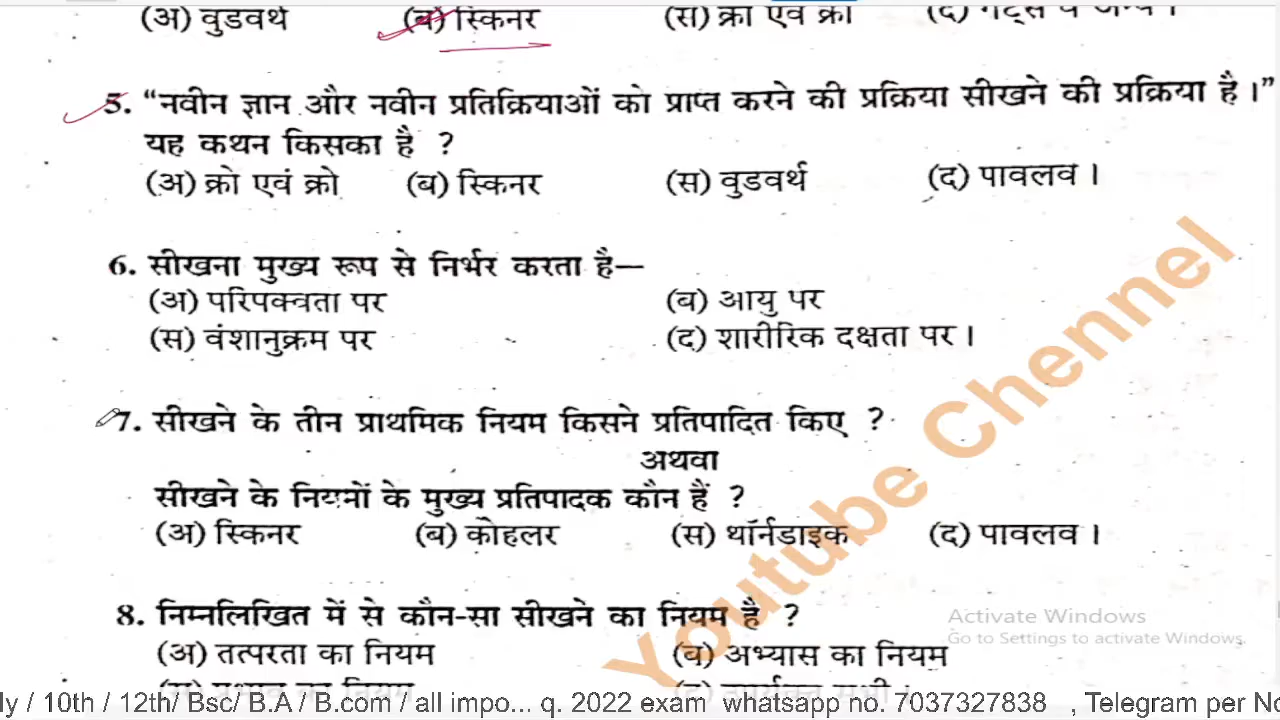 (अ) वुडवर्थ (ब) स्किनर (स) क्रो एवं क्रो (द)
5. “नवीन ज्ञान और नवीन प्रतिक्रियाओं को प्राप्त करने की प्रक्रिया सीखने की प्रक्रिया है।”
यह कथन किसका है ?
(अ) क्रो एवं क्रो (ब) स्किनर (स) वुडवर्थ (द) पावलव ।
6. सीखना मुख्य रूप से निर्भर करता है—
(अ) परिपक्वता पर (ब) आयु पर
(स) वंशानुक्रम पर (द) शारीरिक दक्षता पर ।
7. सीखने के तीन प्राथमिक नियम किसने प्रतिपादित किए ?
अथवा
सीखने के नियमों के मुख्य प्रतिपादक कौन हैं ?
(अ) स्किनर (ब) कोहलर (स) थॉर्नडाइक (द) पावलव ।
8. निम्नलिखित में से कौन-सा सीखने का नियम है ?
(अ) तत्परता का नियम (ब) अभ्यास का नियम
Youtube Chennel
Activate Windows
Go to Settings to activate Windows.
ly / 10th / 12th/ Bsc/ B.A / B.com / all impo... q. 2022 exam whatsapp no. 7037327838 , Telegram per No